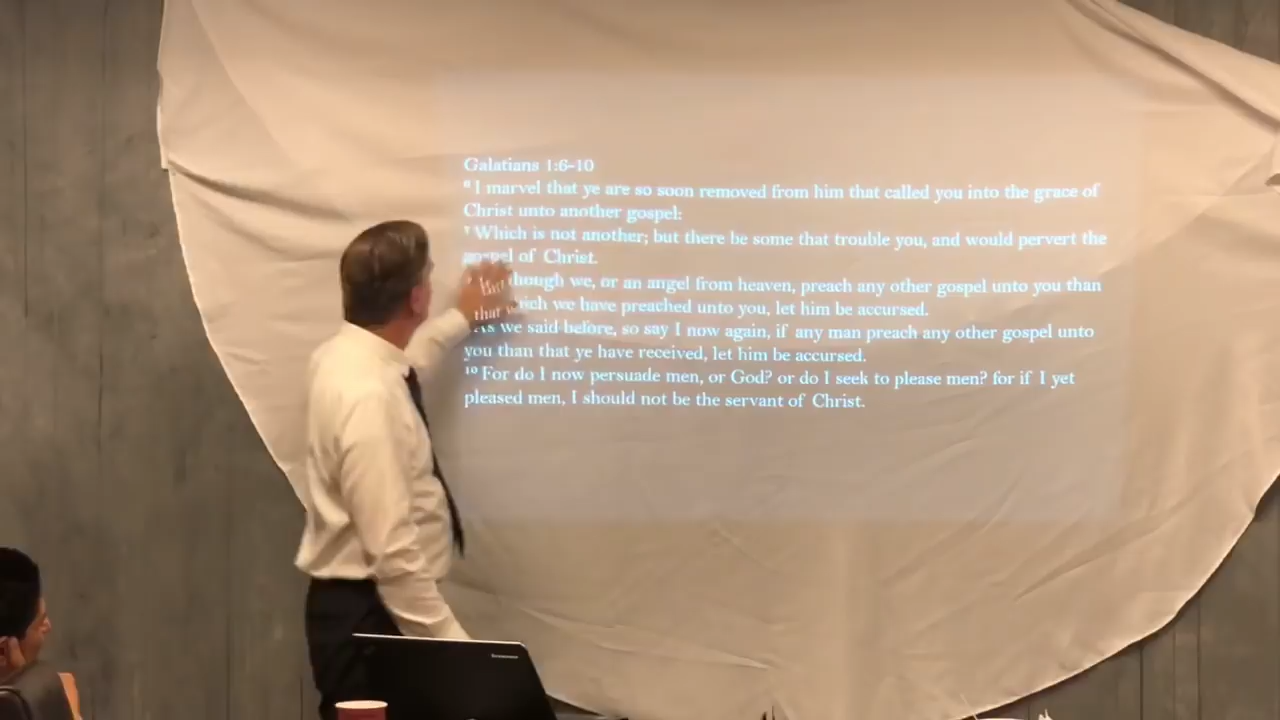 Galatians 1:6-10
⁶ I marvel that ye are so soon removed from him that called you into the grace of
Christ unto another gospel:
⁷ Which is not another; but there be some that trouble you, and would pervert the
gospel of Christ.
But though we, or an angel from heaven, preach any other gospel unto you than
that which we have preached unto you, let him be accursed.
As we said before, so say I now again, if any man preach any other gospel unto
you than that ye have received, let him be accursed.
¹⁰ For do I now persuade men, or God? or do I seek to please men? for if I yet
pleased men, I should not be the servant of Christ.